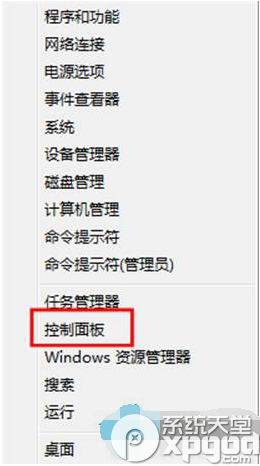 程序和功能
网络连接
电源选项
事件查看器
系统
设备管理器
磁盘管理
计算机管理
命令提示符
命令提示符(管理员)
任务管理器
控制面板
Windows 资源管理器
搜索
运行
桌面
系统天堂
xpgod
.com